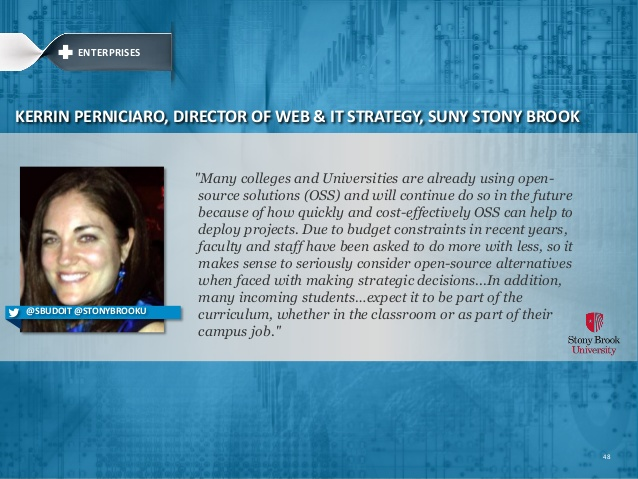 ENTERPRISES
KERRIN PERNICIARO, DIRECTOR OF WEB & IT STRATEGY, SUNY STONY BROOK
"Many colleges and Universities are already using open-
source solutions (OSS) and will continue do so in the future
because of how quickly and cost-effectively OSS can help to
deploy projects. Due to budget constraints in recent years,
faculty and staff have been asked to do more with less, so it
makes sense to seriously consider open-source alternatives
when faced with making strategic decisions...In addition,
many incoming students...expect it to be part of the
curriculum, whether in the classroom or as part of their
campus job."
@SBUDOIT @STONYBROOKU
Stony Brook
University
48